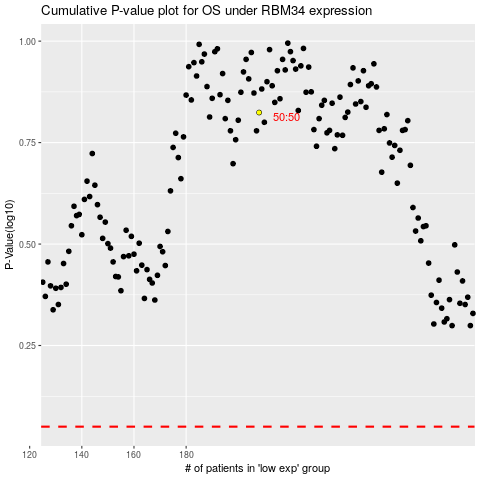 Cumulative P-value plot for OS under RBM34 expression
1.00
0.75
0.50
0.25
P-Value(log10)
50:50
120 140 160 180
# of patients in 'low exp' group